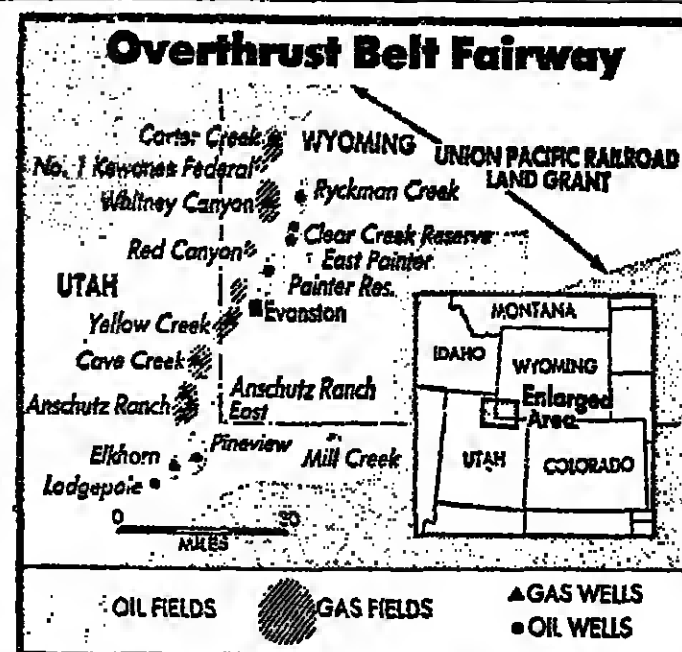 Overthrust Belt Fairway
Carter Creek
WYOMING
UNION PACIFIC RAILROAD
LAND GRANT
No. 1 Kewanee Federal
Whitney Canyon
Ryckman Creek
Clear Creek Reserve
Red Canyon
East Painter
UTAH
Painter Res.
Evanston
Yellow Creek
Cave Creek
Anschutz Ranch
Anschutz Ranch
East
Elkhorn
Pineview
Mill Creek
Lodgepole
0
MILES
MONTANA
IDAHO
WYOMING
Enlarged
Area
UTAH
COLORADO
OIL FIELDS
GAS FIELDS
GAS WELLS
OIL WELLS